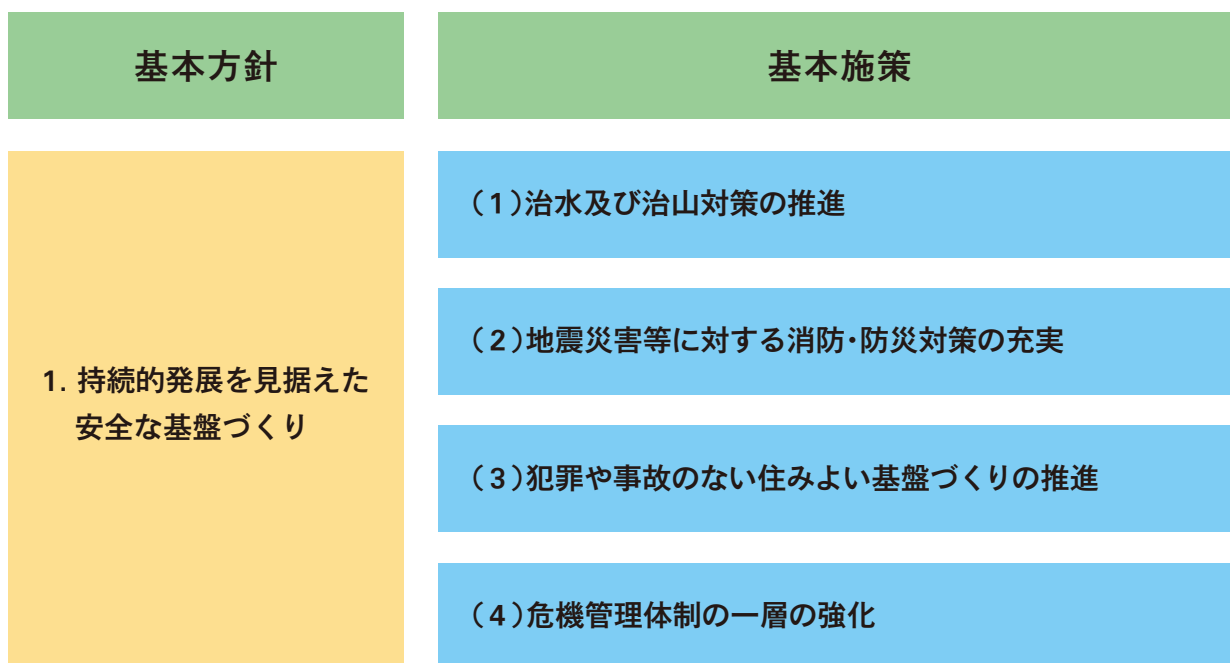 基本方針
基本施策
1. 持続的発展を見据えた
安全な基盤づくり
（1）治水及び治山対策の推進
（2）地震災害等に対する消防・防災対策の充実
（3）犯罪や事故のない住みよい基盤づくりの推進
（4）危機管理体制の一層の強化